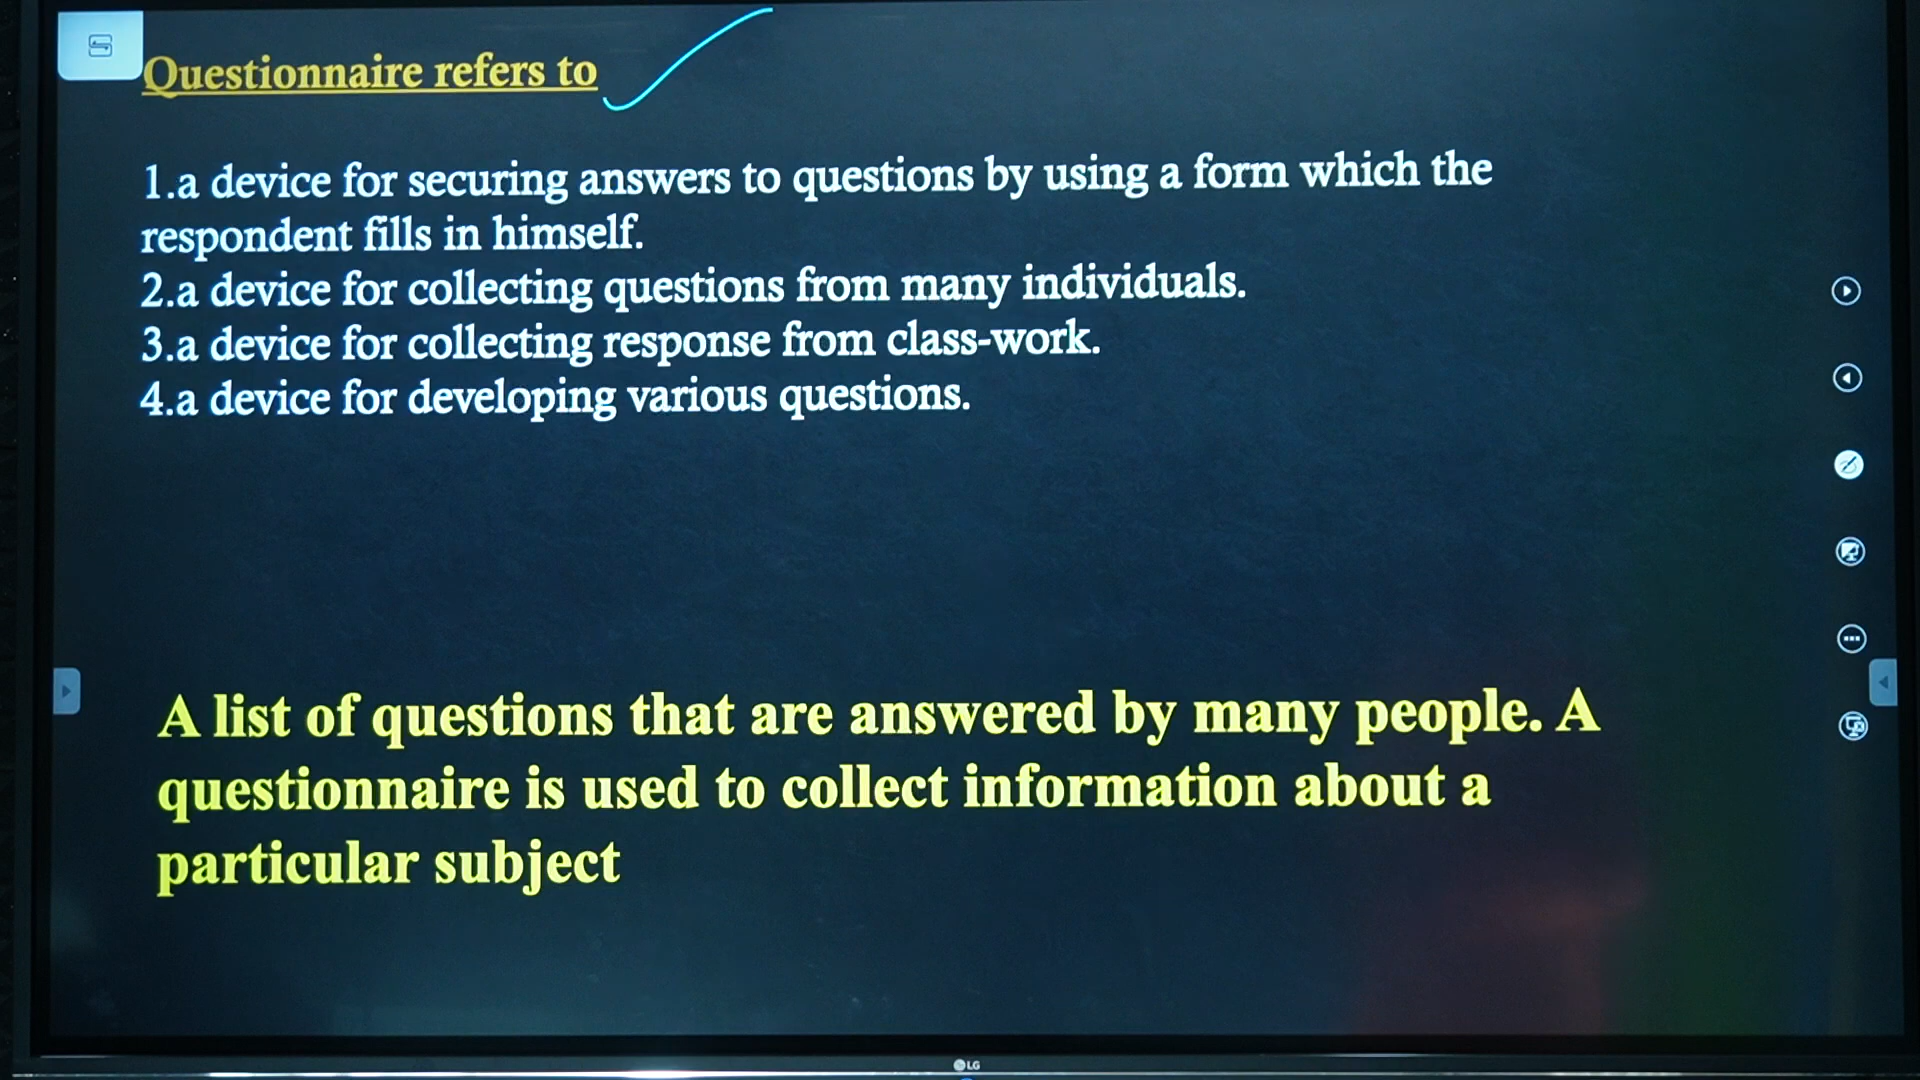 Questionnaire refers to
1.a device for securing answers to questions by using a form which the
respondent fills in himself.
2.a device for collecting questions from many individuals.
3.a device for collecting response from class-work.
4.a device for developing various questions.
A list of questions that are answered by many people. A
questionnaire is used to collect information about a
particular subject
LG